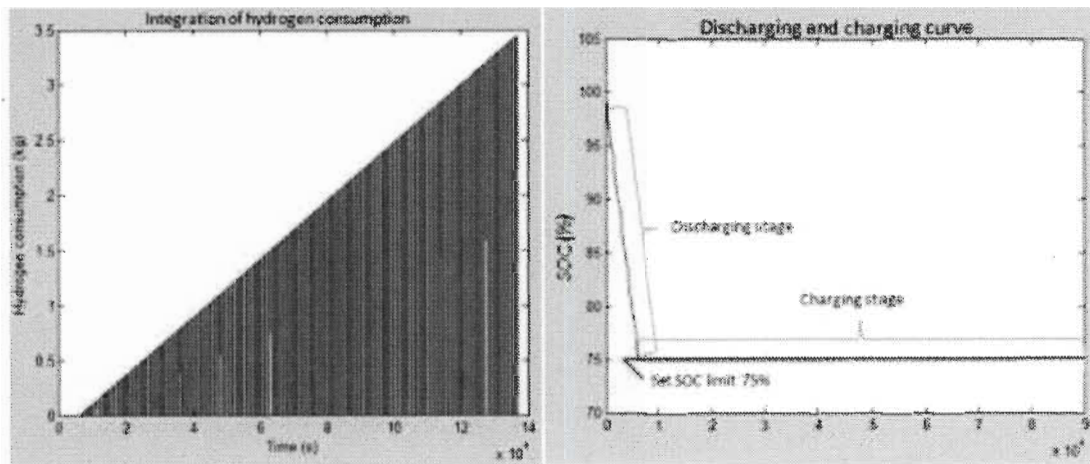 Integration of hydrogen consumption
3.5
3
2.5
2
1.5
1
0.5
0
Hydrogen consumption (kg)
0 2 4 6 8 10 12 14
Time (s)
x 10⁴
Discharging and charging curve
105
100
95
90
85
80
75
70
SOC (%)
Discharging stage
Charging stage
Set SOC limit 75%
0 1 2 3 4 5 6 7 8 9
x 10⁴